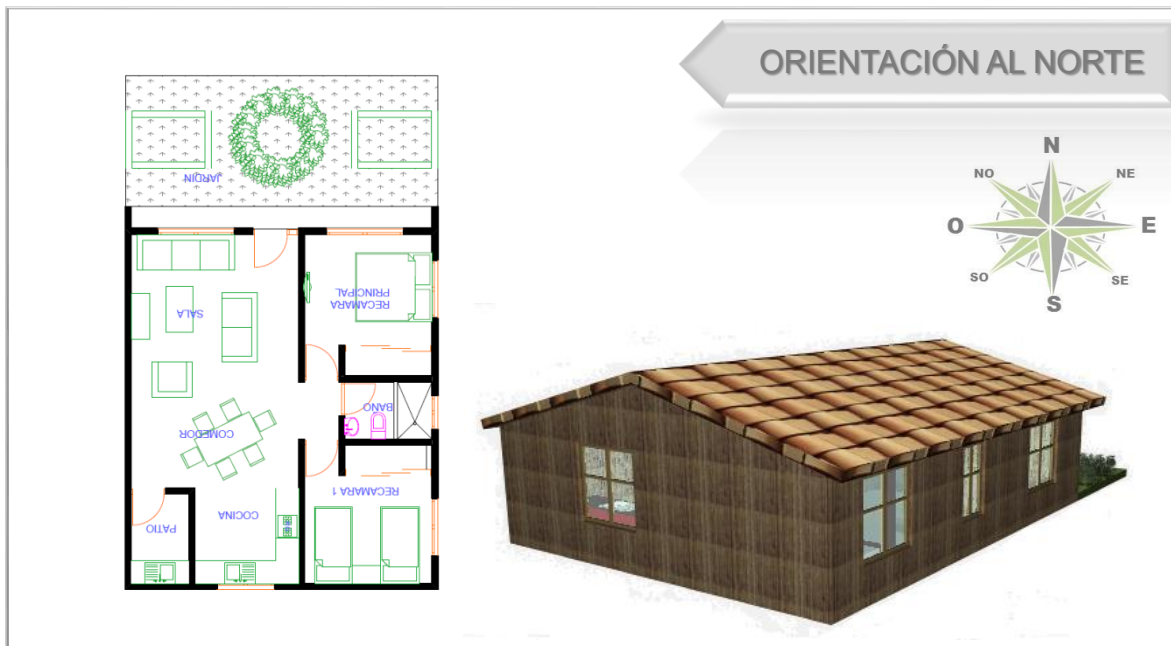 ORIENTACIÓN AL NORTE
N
NO
NE
O
E
SO
SE
S
JARDIN
SALA
RECAMARA
PRINCIPAL
BAÑO
COMEDOR
RECAMARA 1
COCINA
PATIO